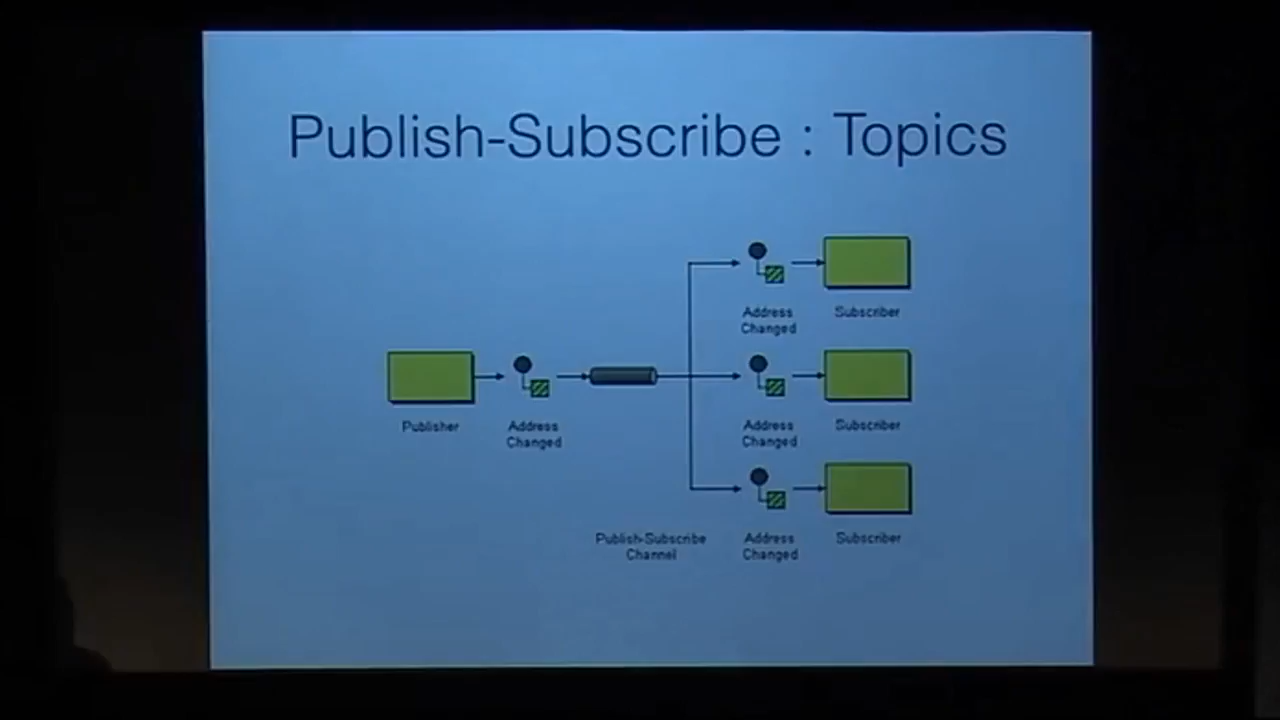 Publish-Subscribe : Topics
Address
Changed
Subscriber
Publisher
Address
Changed
Address
Changed
Subscriber
Publish-Subscribe
Channel
Address
Changed
Subscriber